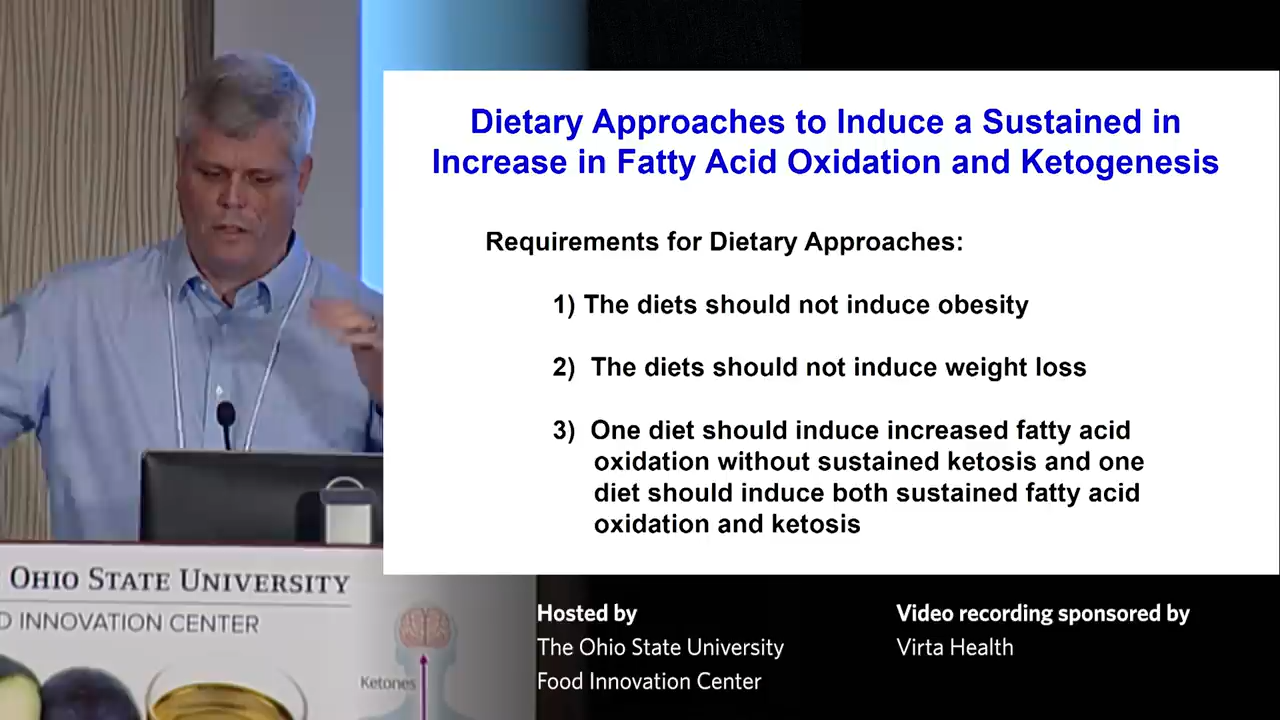 Dietary Approaches to Induce a Sustained in
Increase in Fatty Acid Oxidation and Ketogenesis
Requirements for Dietary Approaches:
1) The diets should not induce obesity
2) The diets should not induce weight loss
3) One diet should induce increased fatty acid
oxidation without sustained ketosis and one
diet should induce both sustained fatty acid
oxidation and ketosis
OHIO STATE UNIVERSITY
D INNOVATION CENTER
Ketones
Hosted by
The Ohio State University
Food Innovation Center
Video recording sponsored by
Virta Health